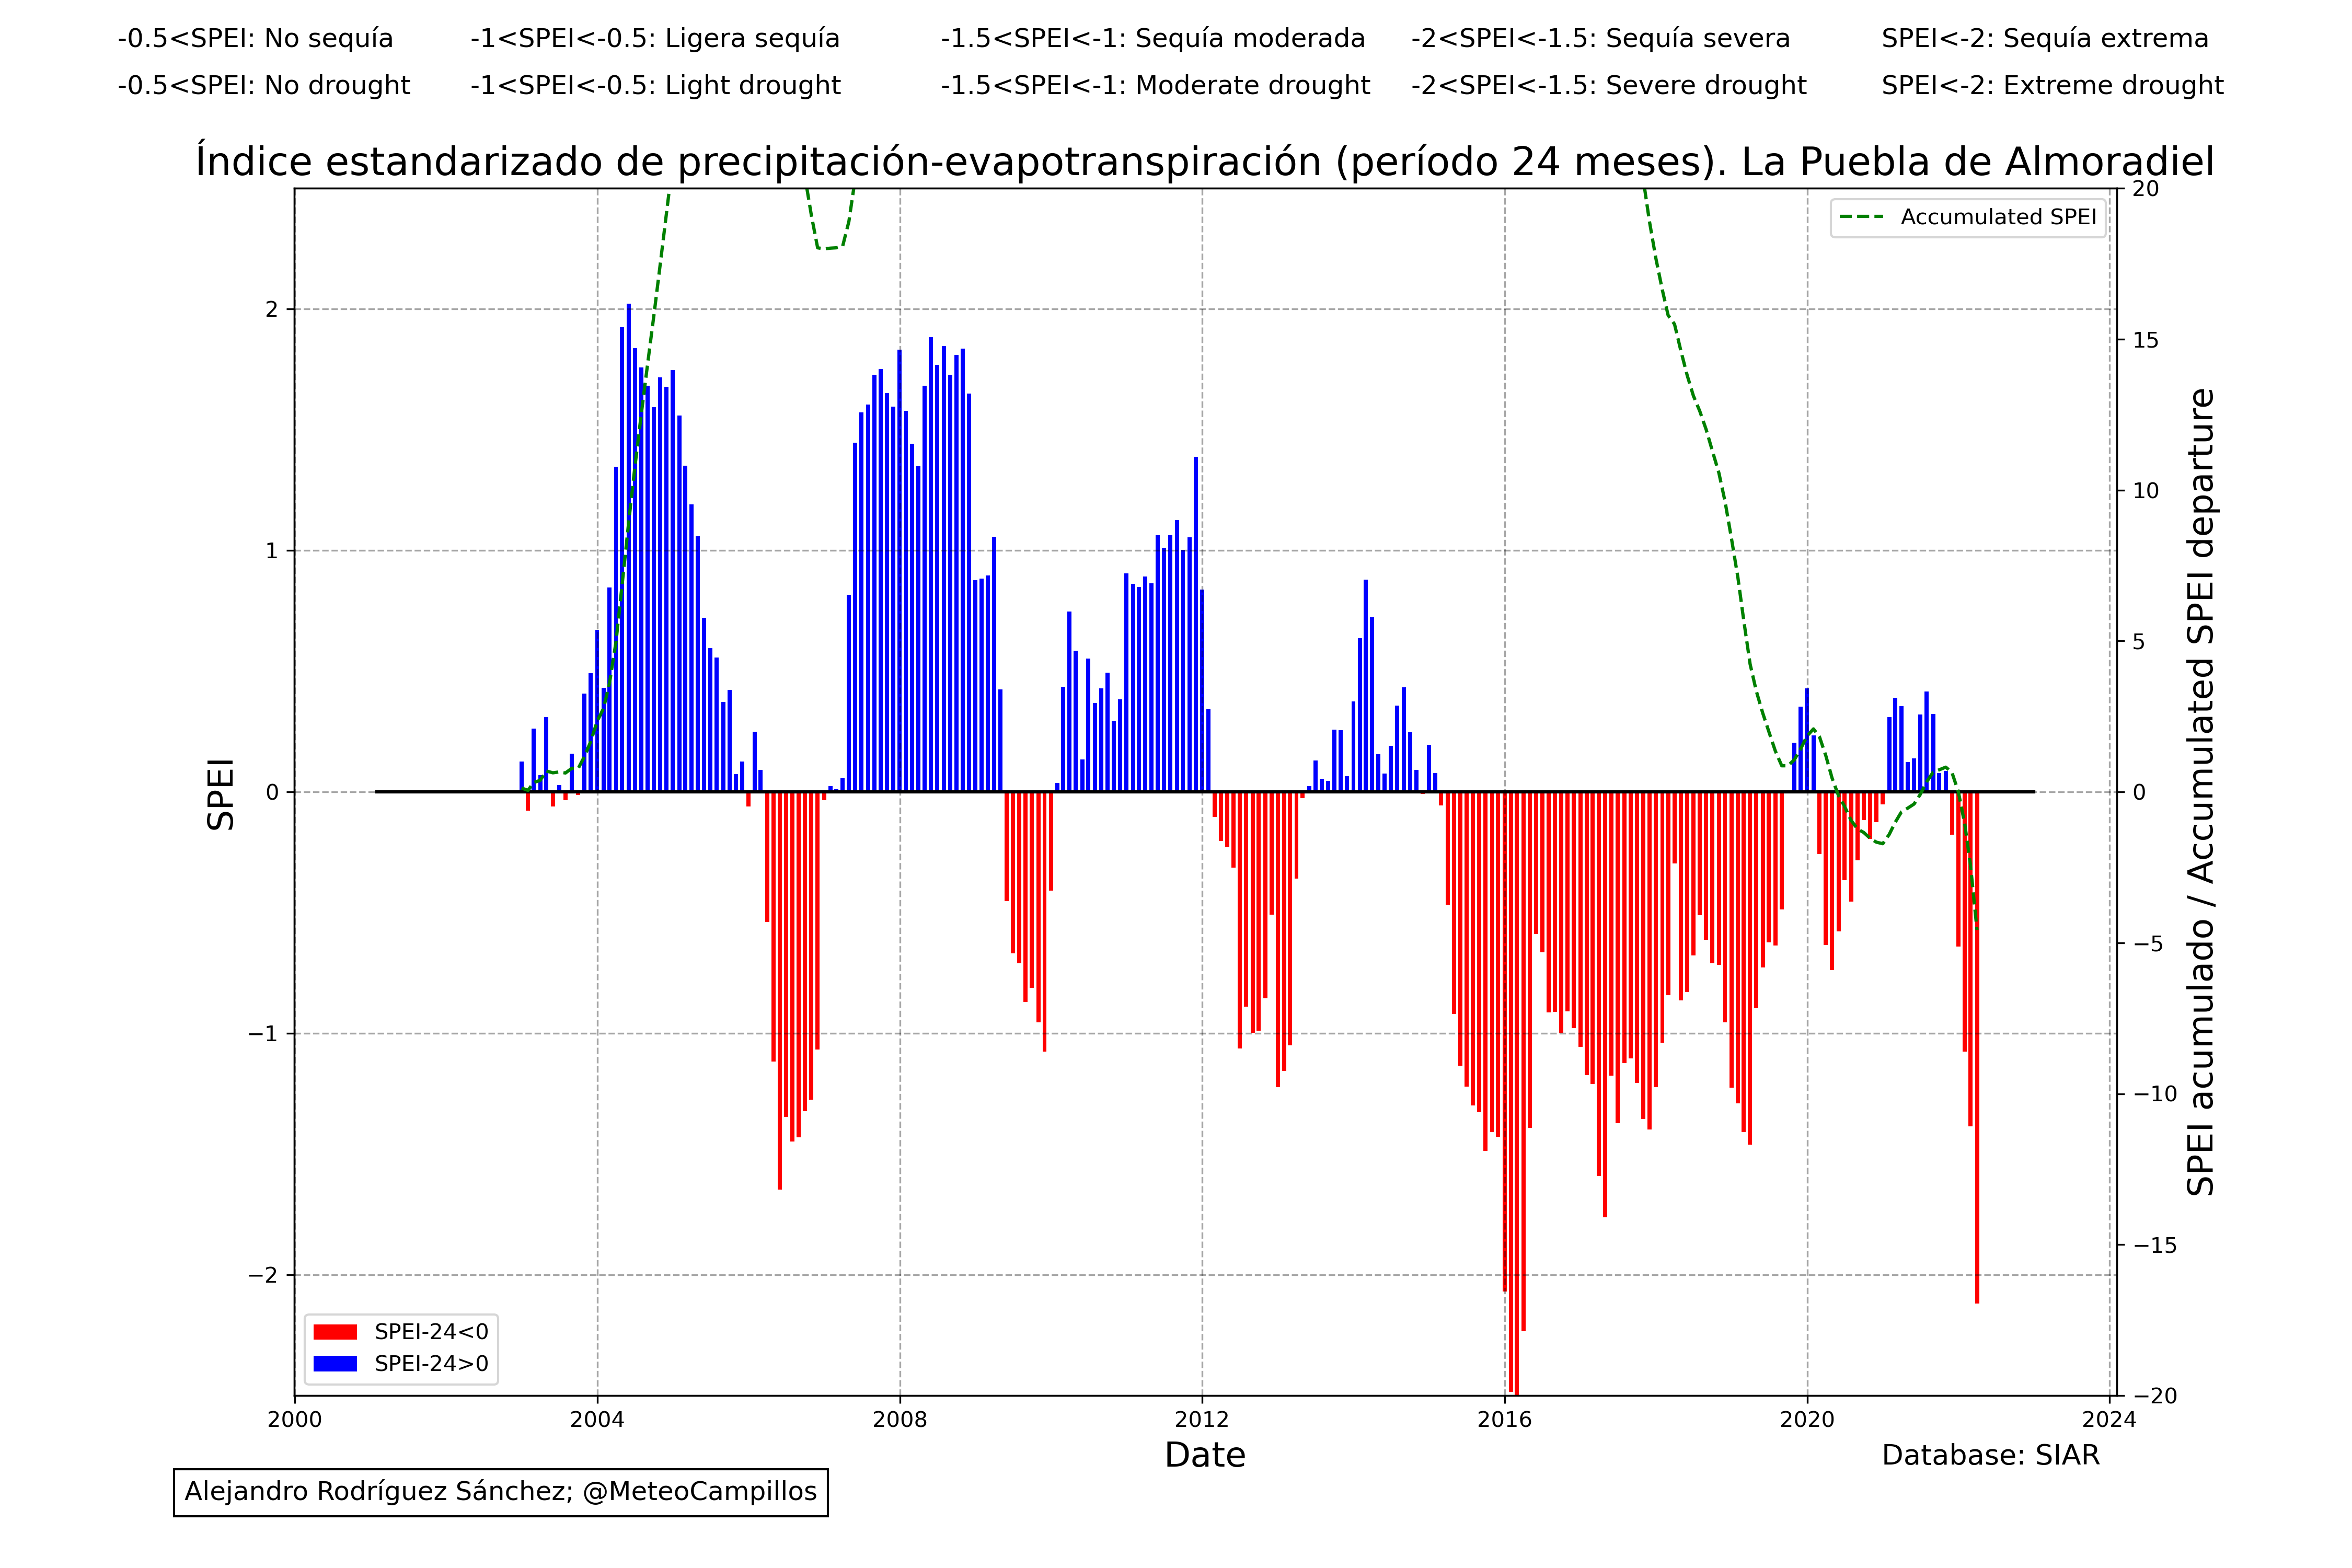 -0.5<SPEI: No sequía -1<SPEI<-0.5: Ligera sequía -1.5<SPEI<-1: Sequía moderada -2<SPEI<-1.5: Sequía severa SPEI<-2: Sequía extrema
-0.5<SPEI: No drought -1<SPEI<-0.5: Light drought -1.5<SPEI<-1: Moderate drought -2<SPEI<-1.5: Severe drought SPEI<-2: Extreme drought
Índice estandarizado de precipitación-evapotranspiración (período 24 meses). La Puebla de Almoradiel
Accumulated SPEI
SPEI
2
1
0
−1
−2
20
15
10
5
0
−5
−10
−15
−20
SPEI acumulado / Accumulated SPEI departure
SPEI-24<0
SPEI-24>0
2000 2004 2008 2012 2016 2020 2024
Date
Database: SIAR
Alejandro Rodríguez Sánchez; @MeteoCampillos